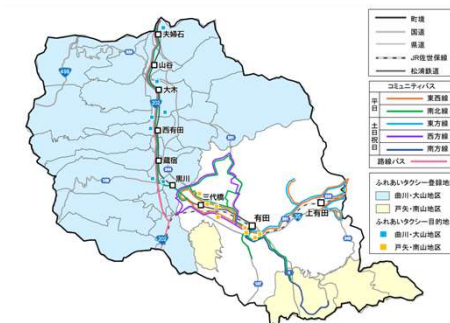 夫婦石
山谷
大木
西有田
蔵宿
黒川
三代橋
有田
上有田
町境
国道
県道
JR佐世保線
松浦鉄道
コミュニティバス
平日
東西線
南北線
土日祝日
東方線
西方線
南方線
路線バス
ふれあいタクシー登録地
曲川・大山地区
戸矢・南山地区
ふれあいタクシー目的地
曲川・大山地区
戸矢・南山地区